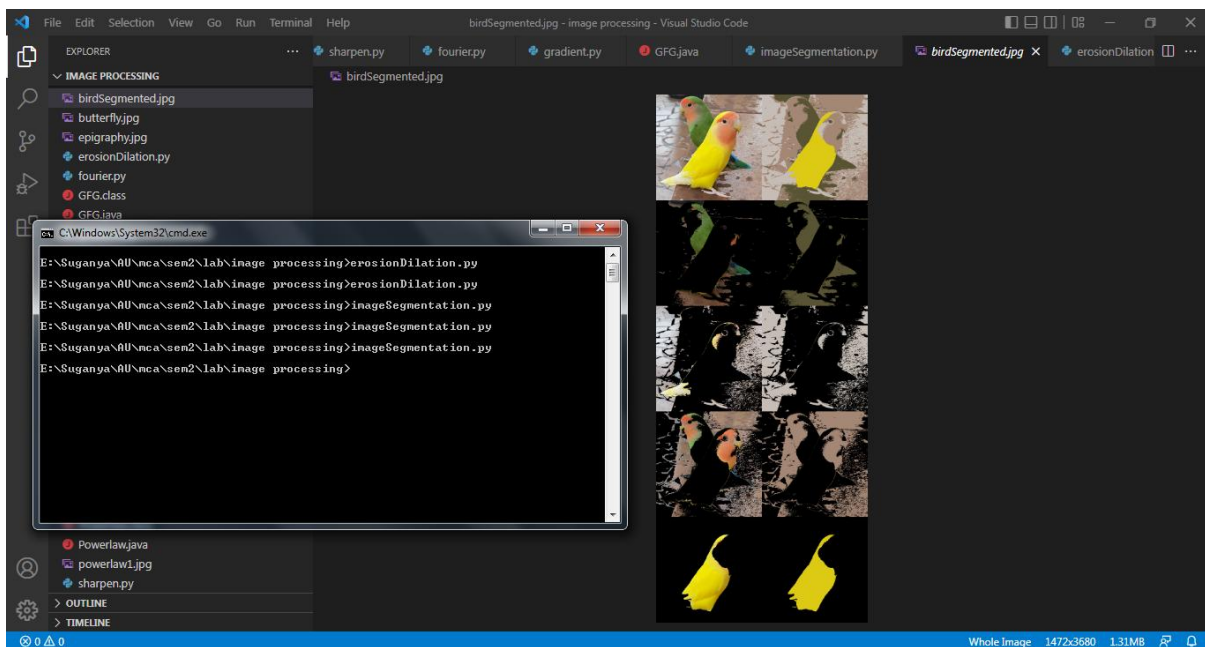 File Edit Selection View Go Run Terminal Help
birdSegmented.jpg - image processing - Visual Studio Code
EXPLORER
sharpen.py
fourier.py
gradient.py
GFG.java
imageSegmentation.py
birdSegmented.jpg
erosionDilation
IMAGE PROCESSING
birdSegmented.jpg
birdSegmented.jpg
butterfly.jpg
epigraphy.jpg
erosionDilation.py
fourier.py
GFG.class
GFG.java
C:\Windows\System32\cmd.exe
E:\Suganya\AU\mca\sem2\lab\image processing>erosionDilation.py
E:\Suganya\AU\mca\sem2\lab\image processing>erosionDilation.py
E:\Suganya\AU\mca\sem2\lab\image processing>imageSegmentation.py
E:\Suganya\AU\mca\sem2\lab\image processing>imageSegmentation.py
E:\Suganya\AU\mca\sem2\lab\image processing>imageSegmentation.py
E:\Suganya\AU\mca\sem2\lab\image processing>
Powerlaw.java
powerlaw1.jpg
sharpen.py
OUTLINE
TIMELINE
0 0
Whole Image 1472x3680 1.31MB